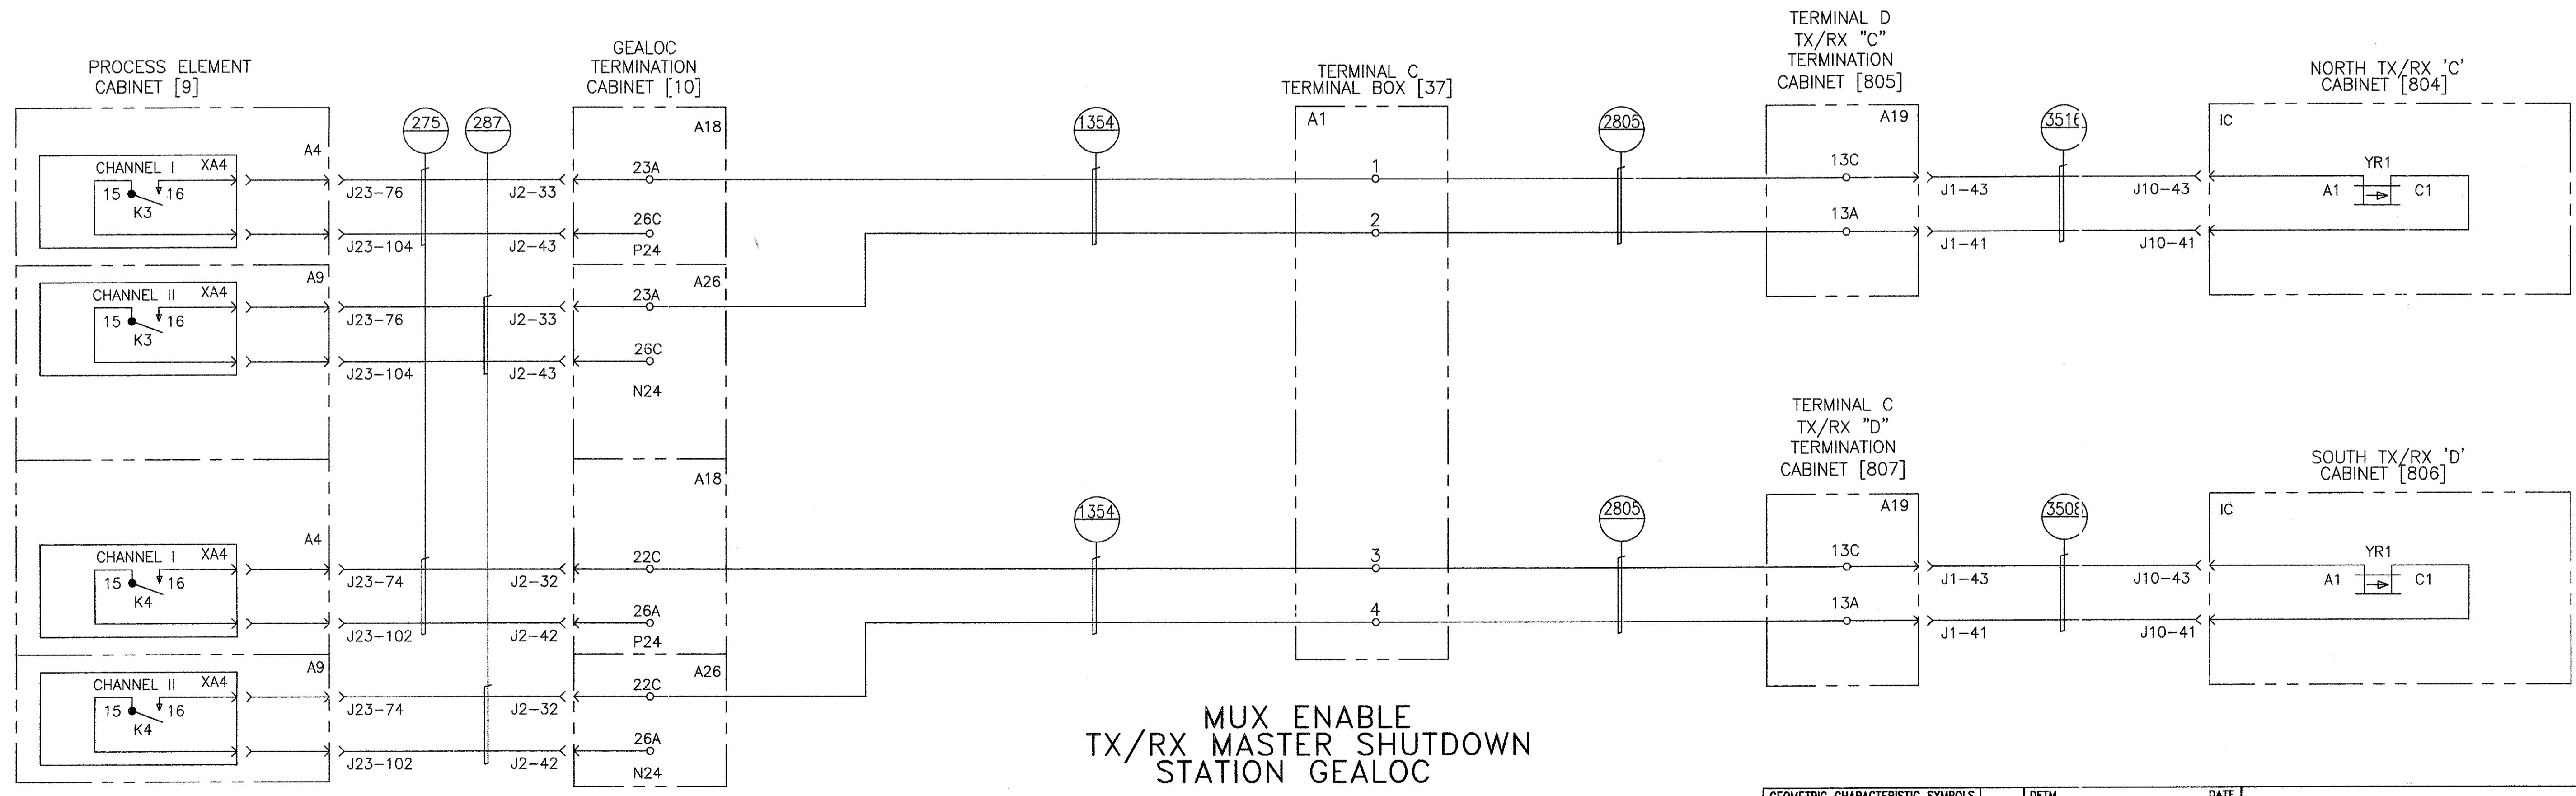 PROCESS ELEMENT
CABINET [9]
GEALOC
TERMINATION
CABINET [10]
TERMINAL C
TERMINAL BOX [37]
TERMINAL D
TX/RX "C"
TERMINATION
CABINET [805]
NORTH TX/RX 'C'
CABINET [804]
275
287
1354
2805
3516
A4
A18
A1
A19
IC
CHANNEL I XA4
15 16
K3
J23-76
J2-33
23A
1
13C
J1-43
J10-43
YR1
A1 C1
J23-104
J2-43
26C
P24
2
13A
J1-41
J10-41
A9
A26
CHANNEL II XA4
15 16
K3
J23-76
J2-33
23A
J23-104
J2-43
26C
N24
TERMINAL C
TX/RX "D"
TERMINATION
CABINET [807]
SOUTH TX/RX 'D'
CABINET [806]
A18
1354
2805
3508
A4
A19
IC
CHANNEL I XA4
15 16
K4
J23-74
J2-32
22C
3
13C
J1-43
J10-43
YR1
A1 C1
J23-102
J2-42
26A
P24
4
13A
J1-41
J10-41
A9
A26
CHANNEL II XA4
15 16
K4
J23-74
J2-32
22C
J23-102
J2-42
26A
N24
MUX ENABLE
TX/RX MASTER SHUTDOWN
STATION GEALOC
GEOMETRIC CHARACTERISTIC SYMBOLS
DATE